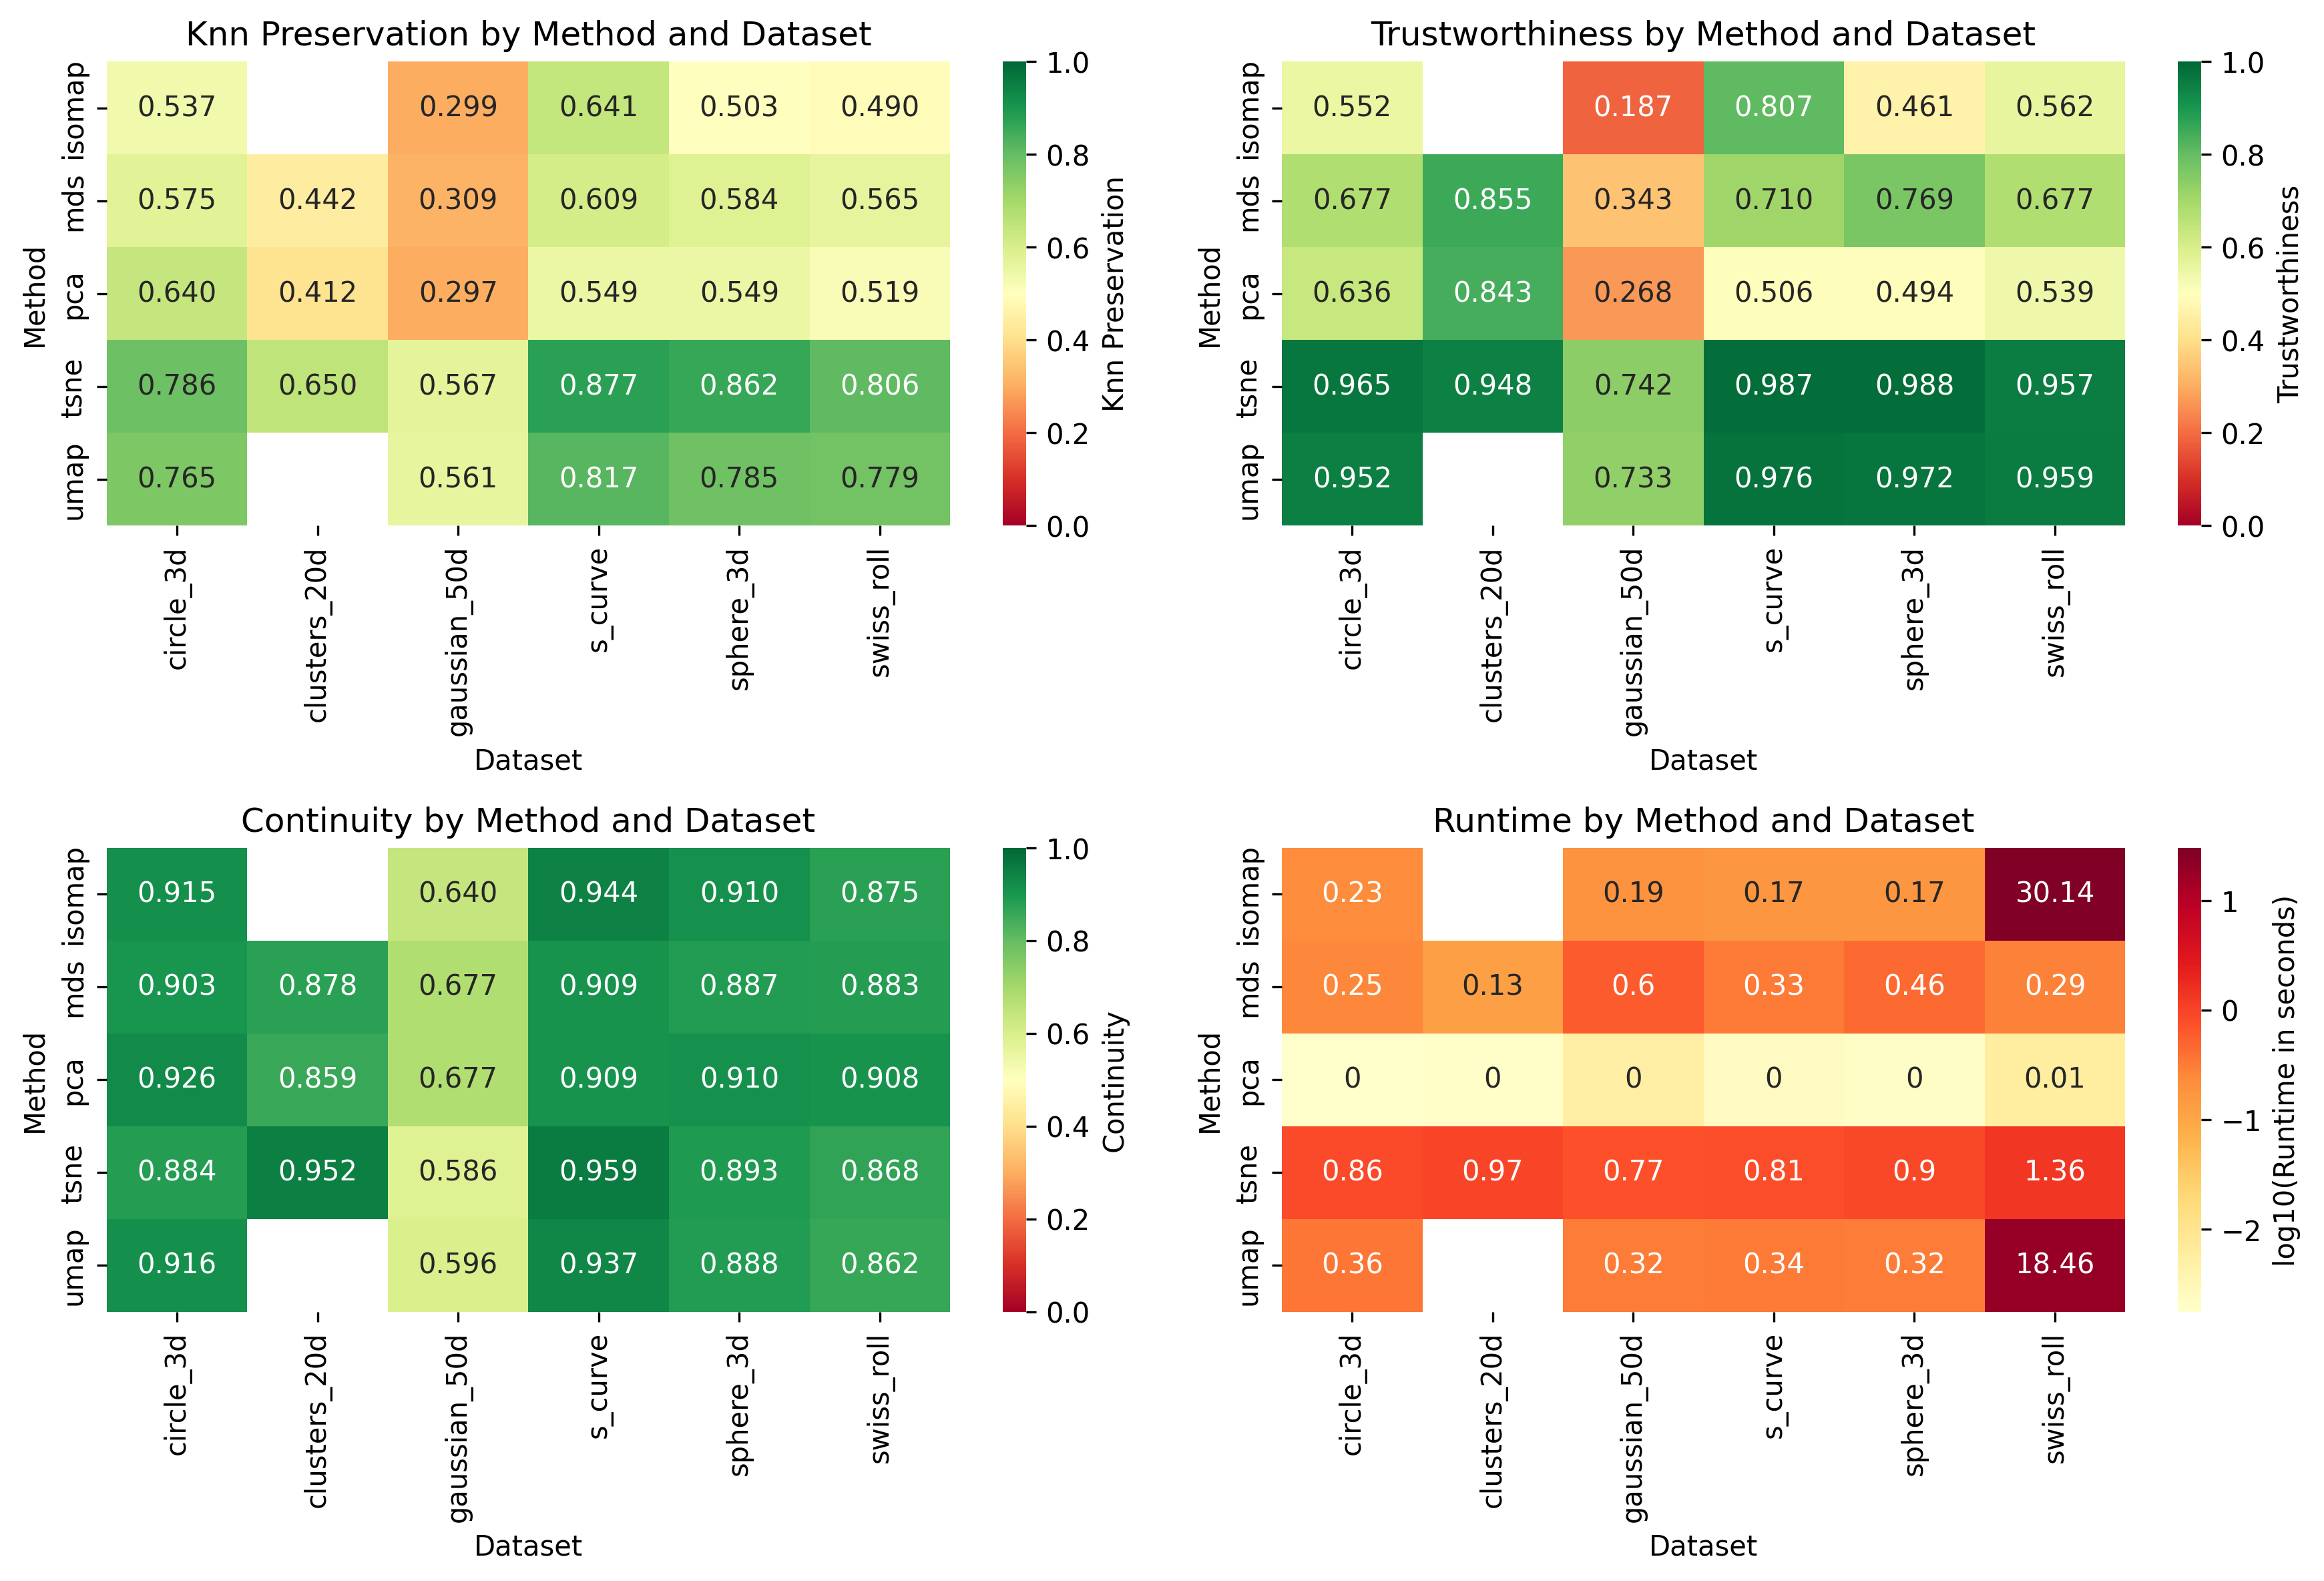 Knn Preservation by Method and Dataset
Method
isomap 0.537 0.299 0.641 0.503 0.490
mds 0.575 0.442 0.309 0.609 0.584 0.565
pca 0.640 0.412 0.297 0.549 0.549 0.519
tsne 0.786 0.650 0.567 0.877 0.862 0.806
umap 0.765 0.561 0.817 0.785 0.779
circle_3d clusters_20d gaussian_50d s_curve sphere_3d swiss_roll
Dataset
1.0
0.8
0.6
0.4
0.2
0.0
Knn Preservation
Trustworthiness by Method and Dataset
Method
isomap 0.552 0.187 0.807 0.461 0.562
mds 0.677 0.855 0.343 0.710 0.769 0.677
pca 0.636 0.843 0.268 0.506 0.494 0.539
tsne 0.965 0.948 0.742 0.987 0.988 0.957
umap 0.952 0.733 0.976 0.972 0.959
circle_3d clusters_20d gaussian_50d s_curve sphere_3d swiss_roll
Dataset
1.0
0.8
0.6
0.4
0.2
0.0
Trustworthiness
Continuity by Method and Dataset
Method
isomap 0.915 0.640 0.944 0.910 0.875
mds 0.903 0.878 0.677 0.909 0.887 0.883
pca 0.926 0.859 0.677 0.909 0.910 0.908
tsne 0.884 0.952 0.586 0.959 0.893 0.868
umap 0.916 0.596 0.937 0.888 0.862
circle_3d clusters_20d gaussian_50d s_curve sphere_3d swiss_roll
Dataset
1.0
0.8
0.6
0.4
0.2
0.0
Continuity
Runtime by Method and Dataset
Method
isomap 0.23 0.19 0.17 0.17 30.14
mds 0.25 0.13 0.6 0.33 0.46 0.29
pca 0 0 0 0 0 0.01
tsne 0.86 0.97 0.77 0.81 0.9 1.36
umap 0.36 0.32 0.34 0.32 18.46
circle_3d clusters_20d gaussian_50d s_curve sphere_3d swiss_roll
Dataset
1
0
−1
−2
log10(Runtime in seconds)